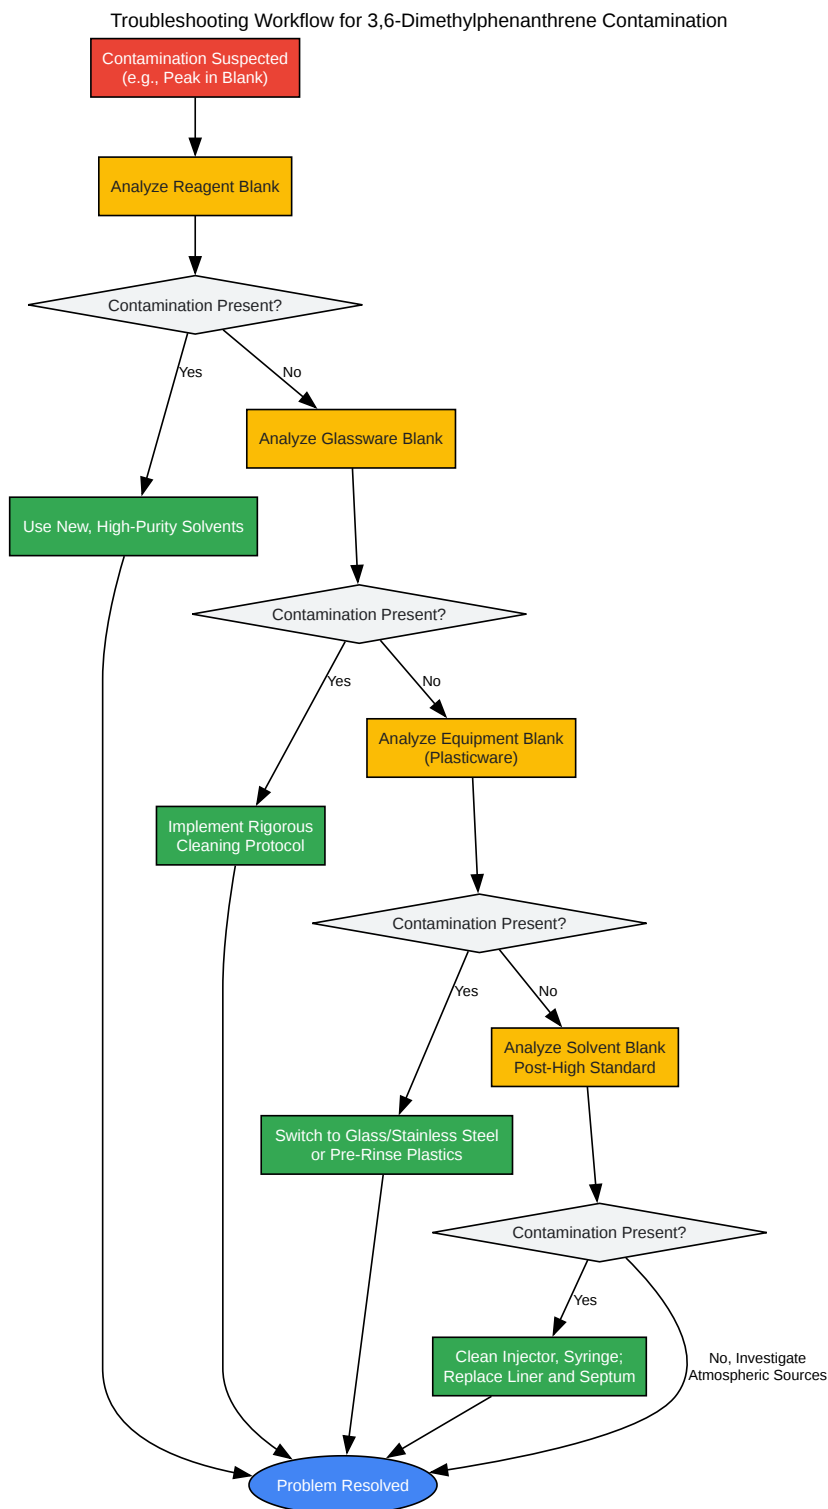 Troubleshooting Workflow for 3,6-Dimethylphenanthrene Contamination
Contamination Suspected
(e.g., Peak in Blank)
Analyze Reagent Blank
Contamination Present?
Yes
No
Analyze Glassware Blank
Use New, High-Purity Solvents
Contamination Present?
Yes
No
Analyze Equipment Blank
(Plasticware)
Implement Rigorous
Cleaning Protocol
Contamination Present?
Yes
No
Analyze Solvent Blank
Post-High Standard
Switch to Glass/Stainless Steel
or Pre-Rinse Plastics
Contamination Present?
Yes
No, Investigate
Atmospheric Sources
Clean Injector, Syringe;
Replace Liner and Septum
Problem Resolved